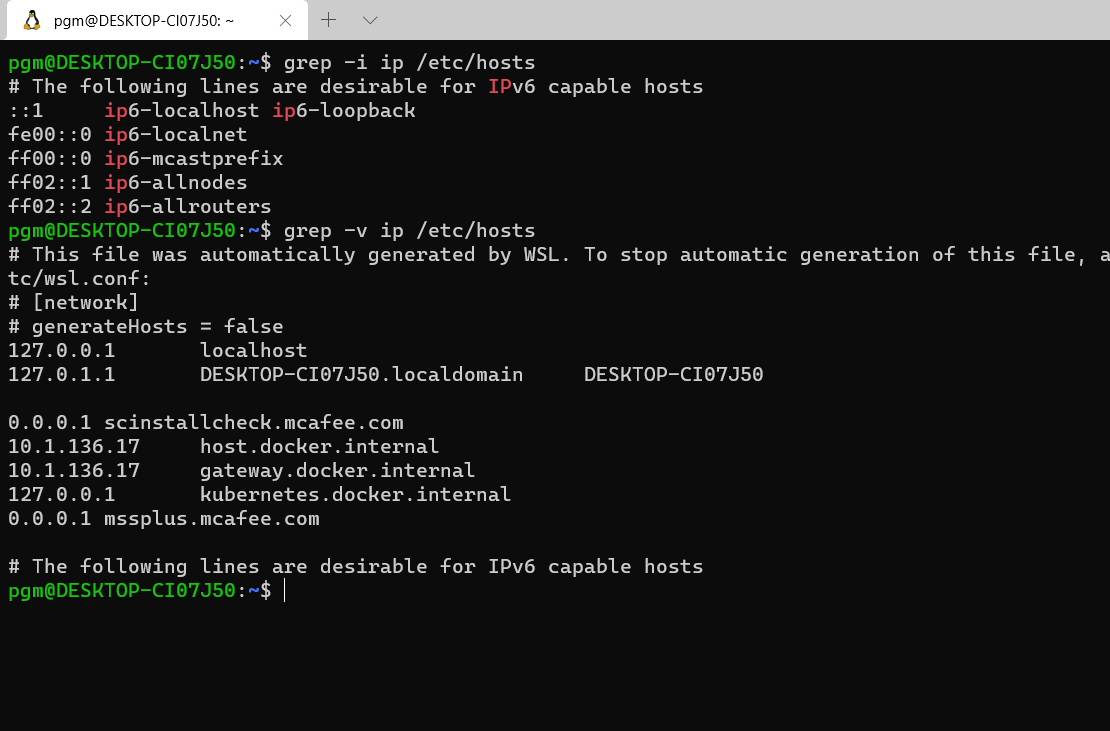 pgm@DESKTOP-CI07J50: ~
pgm@DESKTOP-CI07J50:~$ grep -i ip /etc/hosts
# The following lines are desirable for IPv6 capable hosts
::1     ip6-localhost ip6-loopback
fe00::0 ip6-localnet
ff00::0 ip6-mcastprefix
ff02::1 ip6-allnodes
ff02::2 ip6-allrouters
pgm@DESKTOP-CI07J50:~$ grep -v ip /etc/hosts
# This file was automatically generated by WSL. To stop automatic generation of this file, a
tc/wsl.conf:
# [network]
# generateHosts = false
127.0.0.1       localhost
127.0.1.1       DESKTOP-CI07J50.localdomain     DESKTOP-CI07J50
0.0.0.1 scinstallcheck.mcafee.com
10.1.136.17     host.docker.internal
10.1.136.17     gateway.docker.internal
127.0.0.1       kubernetes.docker.internal
0.0.0.1 mssplus.mcafee.com
# The following lines are desirable for IPv6 capable hosts
pgm@DESKTOP-CI07J50:~$